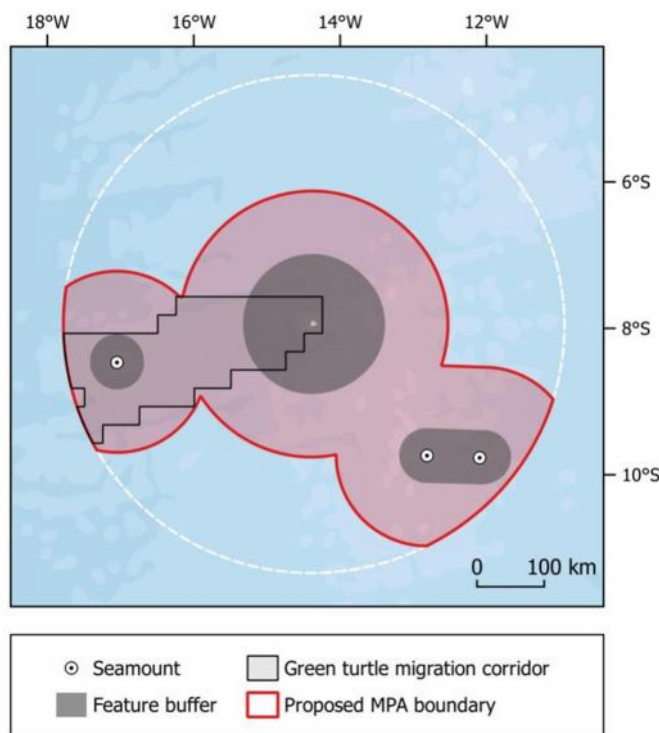 18°W 16°W 14°W 12°W
6°S
8°S
10°S
0 100 km
Seamount Green turtle migration corridor
Feature buffer Proposed MPA boundary